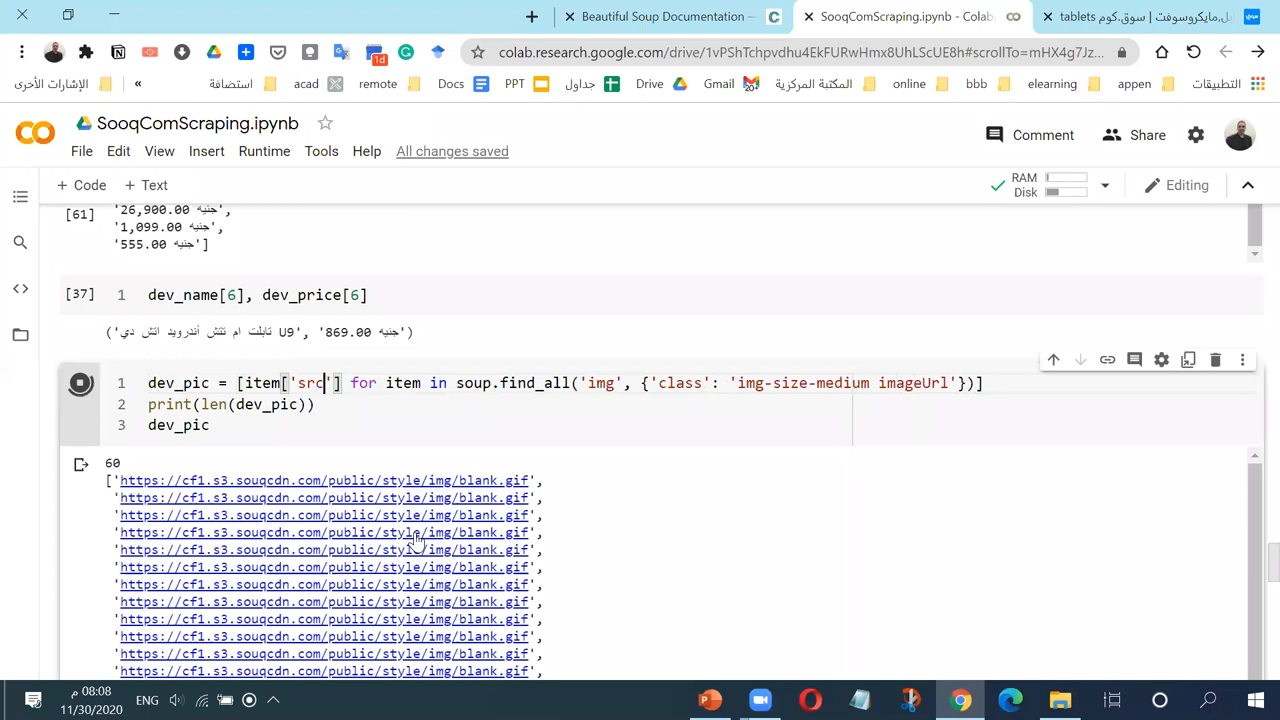 Beautiful Soup Documentation —
SooqComScraping.ipynb - Colab
tablets سوق.كوم | بل,مايكروسوفت
1d
colab.research.google.com/drive/1vPShTchpvdhu4RkFURwHmx8UhLScUt8h#scrollTo=mHX4g...
الإشارات الأخرى
«
استضافة
acad
remote
Docs
PPT
جداول
Drive
Gmail
المكتبة المركزية
online
bbb
elearning
appen
التطبيقات
SooqComScraping.ipynb
Comment
Share
File Edit View Insert Runtime Tools Help All changes saved
+ Code + Text
RAM
Disk
Editing
[61]
'26,900.00 جنيه',
'1,099.00 جنيه',
'555.00 جنيه']
[37] 1 dev_name[6], dev_price[6]
('تابلت ام تتش أندرويد اتش دي U9', '869.00 جنيه')
1 dev_pic = [item['src'] for item in soup.find_all('img', {'class': 'img-size-medium imageUrl'})]
2 print(len(dev_pic))
3 dev_pic
60
['https://cf1.s3.souqcdn.com/public/style/img/blank.gif',
'https://cf1.s3.souqcdn.com/public/style/img/blank.gif',
'https://cf1.s3.souqcdn.com/public/style/img/blank.gif',
'https://cf1.s3.souqcdn.com/public/style/img/blank.gif',
'https://cf1.s3.souqcdn.com/public/style/img/blank.gif',
'https://cf1.s3.souqcdn.com/public/style/img/blank.gif',
'https://cf1.s3.souqcdn.com/public/style/img/blank.gif',
'https://cf1.s3.souqcdn.com/public/style/img/blank.gif',
'https://cf1.s3.souqcdn.com/public/style/img/blank.gif',
'https://cf1.s3.souqcdn.com/public/style/img/blank.gif',
'https://cf1.s3.souqcdn.com/public/style/img/blank.gif',
'https://cf1.s3.souqcdn.com/public/style/img/blank.gif',
08:08 م
11/30/2020
ENG